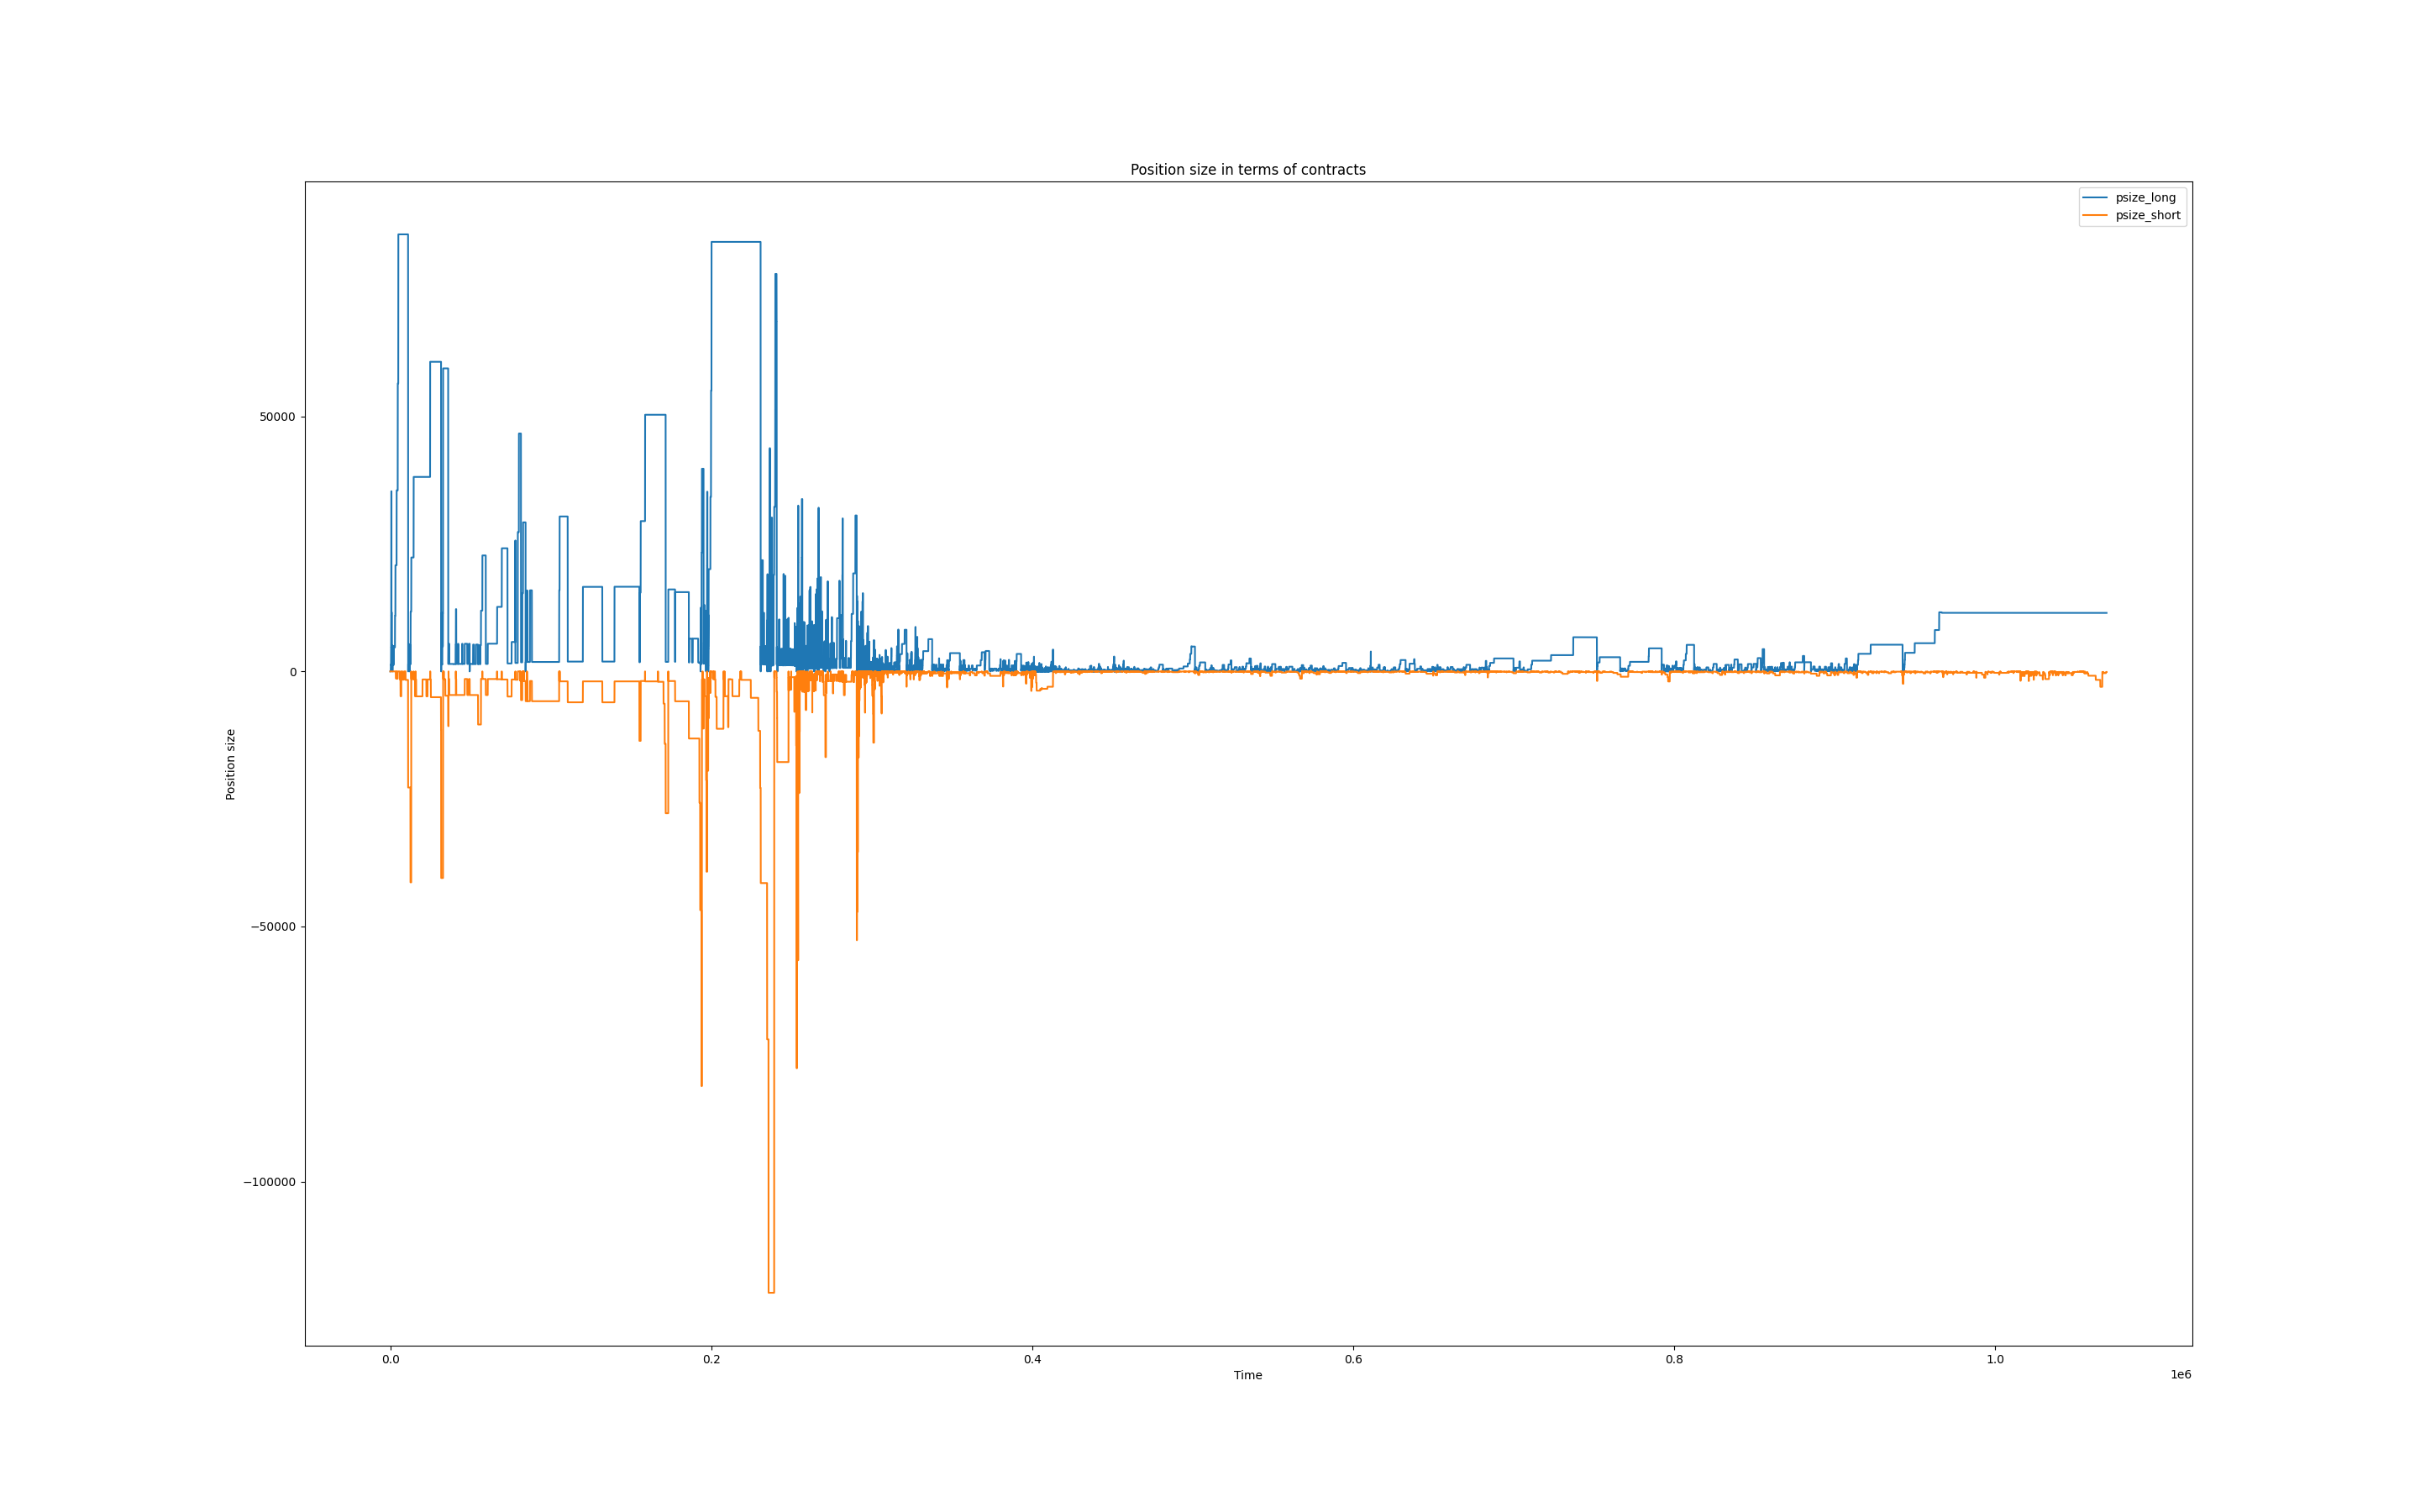 Position size in terms of contracts
psize_long
psize_short
Position size
50000
0
−50000
−100000
0.0
0.2
0.4
0.6
0.8
1.0
Time
1e6